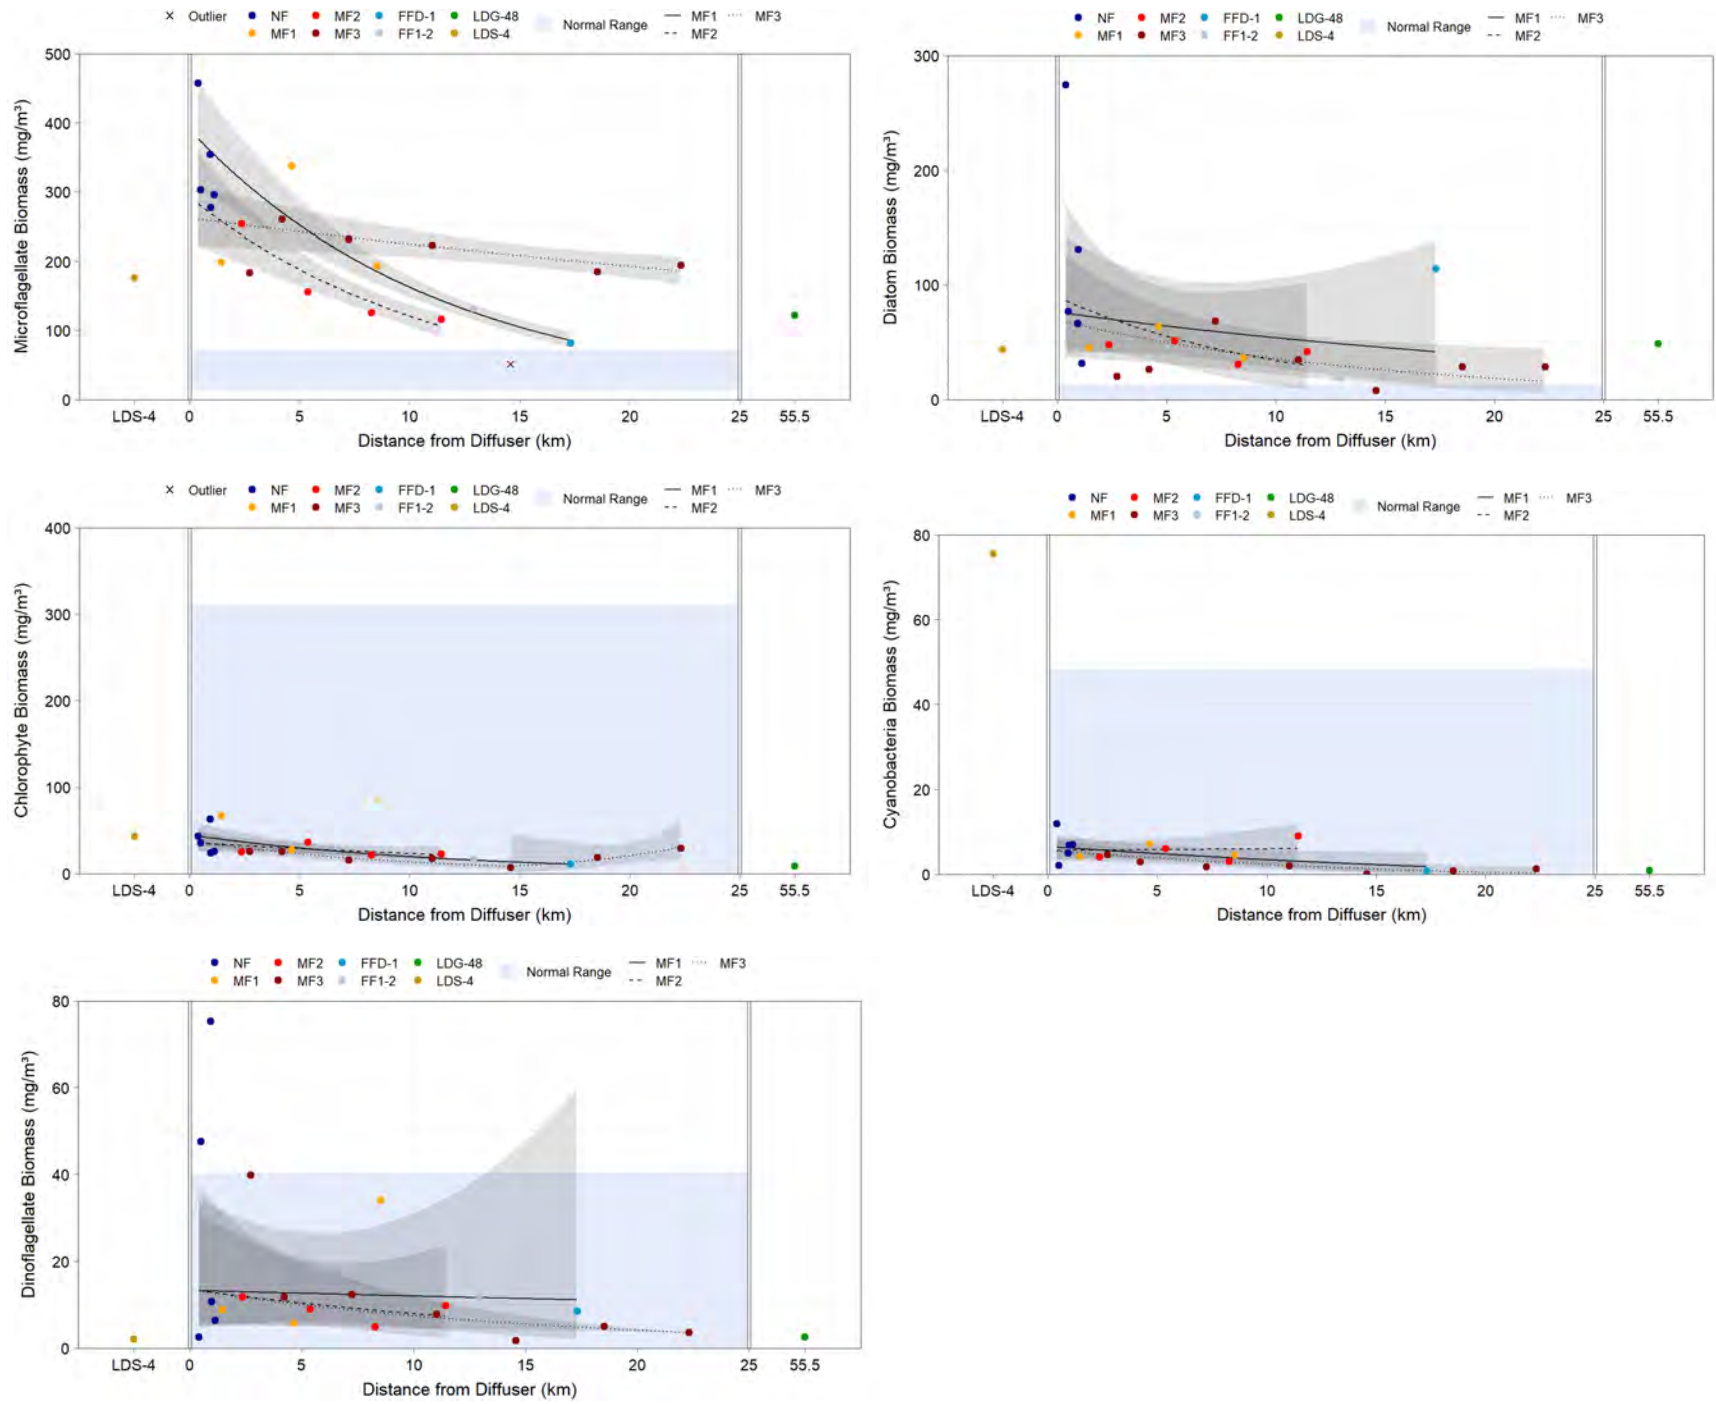 × Outlier NF MF2 FFD-1 LDG-48 Normal Range MF1 MF3
MF1 MF3 FF1-2 LDS-4 MF2
Microflagellate Biomass (mg/m³)
500
400
300
200
100
0
LDS-4 0 5 10 15 20 25 55.5
Distance from Diffuser (km)
NF MF2 FFD-1 LDG-48 Normal Range MF1 MF3
MF1 MF3 FF1-2 LDS-4 MF2
Diatom Biomass (mg/m³)
300
200
100
0
LDS-4 0 5 10 15 20 25 55.5
Distance from Diffuser (km)
× Outlier NF MF2 FFD-1 LDG-48 Normal Range MF1 MF3
MF1 MF3 FF1-2 LDS-4 MF2
Chlorophyte Biomass (mg/m³)
400
300
200
100
0
LDS-4 0 5 10 15 20 25 55.5
Distance from Diffuser (km)
NF MF2 FFD-1 LDG-48 Normal Range MF1 MF3
MF1 MF3 FF1-2 LDS-4 MF2
Cyanobacteria Biomass (mg/m³)
80
60
40
20
0
LDS-4 0 5 10 15 20 25 55.5
Distance from Diffuser (km)
NF MF2 FFD-1 LDG-48 Normal Range MF1 MF3
MF1 MF3 FF1-2 LDS-4 MF2
Dinoflagellate Biomass (mg/m³)
80
60
40
20
0
LDS-4 0 5 10 15 20 25 55.5
Distance from Diffuser (km)